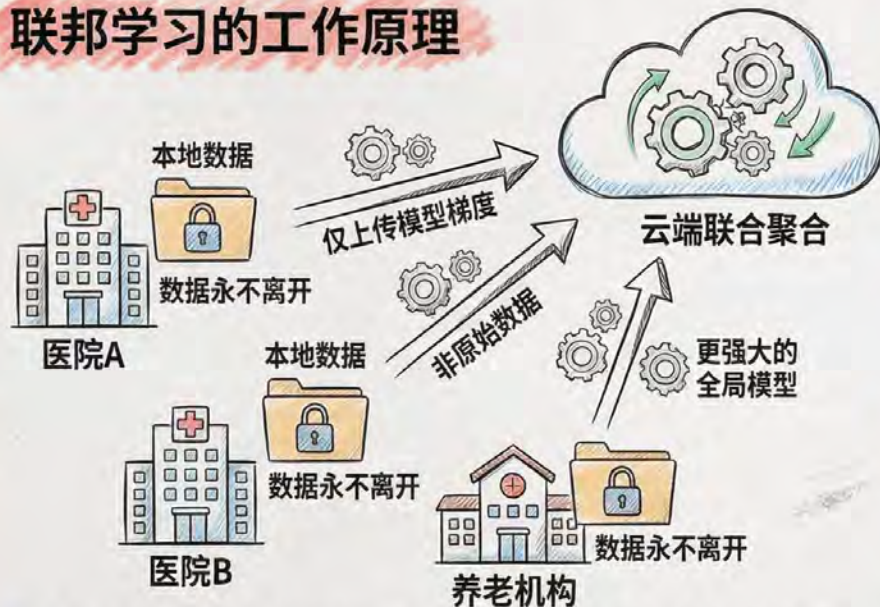 联邦学习的工作原理
本地数据
数据永不离开
医院A
仅上传模型梯度
云端联合聚合
本地数据
数据永不离开
医院B
非原始数据
更强大的
全局模型
数据永不离开
养老机构